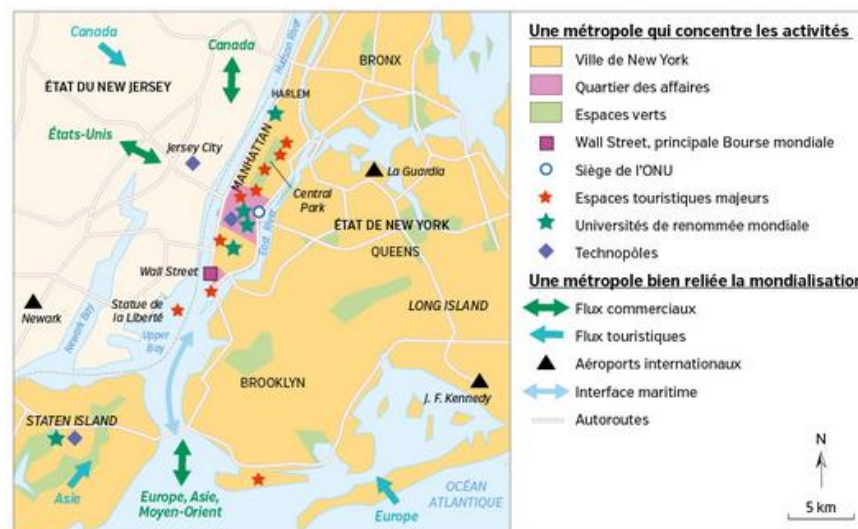 Canada
Canada
Hudson River
BRONX
ÉTAT DU NEW JERSEY
HARLEM
États-Unis
Jersey City
MANHATTAN
La Guardia
Central
Park
East River
ÉTAT DE NEW YORK
QUEENS
Wall Street
Statue de
la Liberté
LONG ISLAND
Newark
Newark Bay
Upper
Bay
BROOKLYN
J. F. Kennedy
STATEN ISLAND
Asie
Europe, Asie,
Moyen-Orient
Europe
OCÉAN
ATLANTIQUE
Une métropole qui concentre les activités
Ville de New York
Quartier des affaires
Espaces verts
Wall Street, principale Bourse mondiale
Siège de l'ONU
Espaces touristiques majeurs
Universités de renommée mondiale
Technopôles
Une métropole bien reliée la mondialisation
Flux commerciaux
Flux touristiques
Aéroports internationaux
Interface maritime
Autoroutes
N
5 km